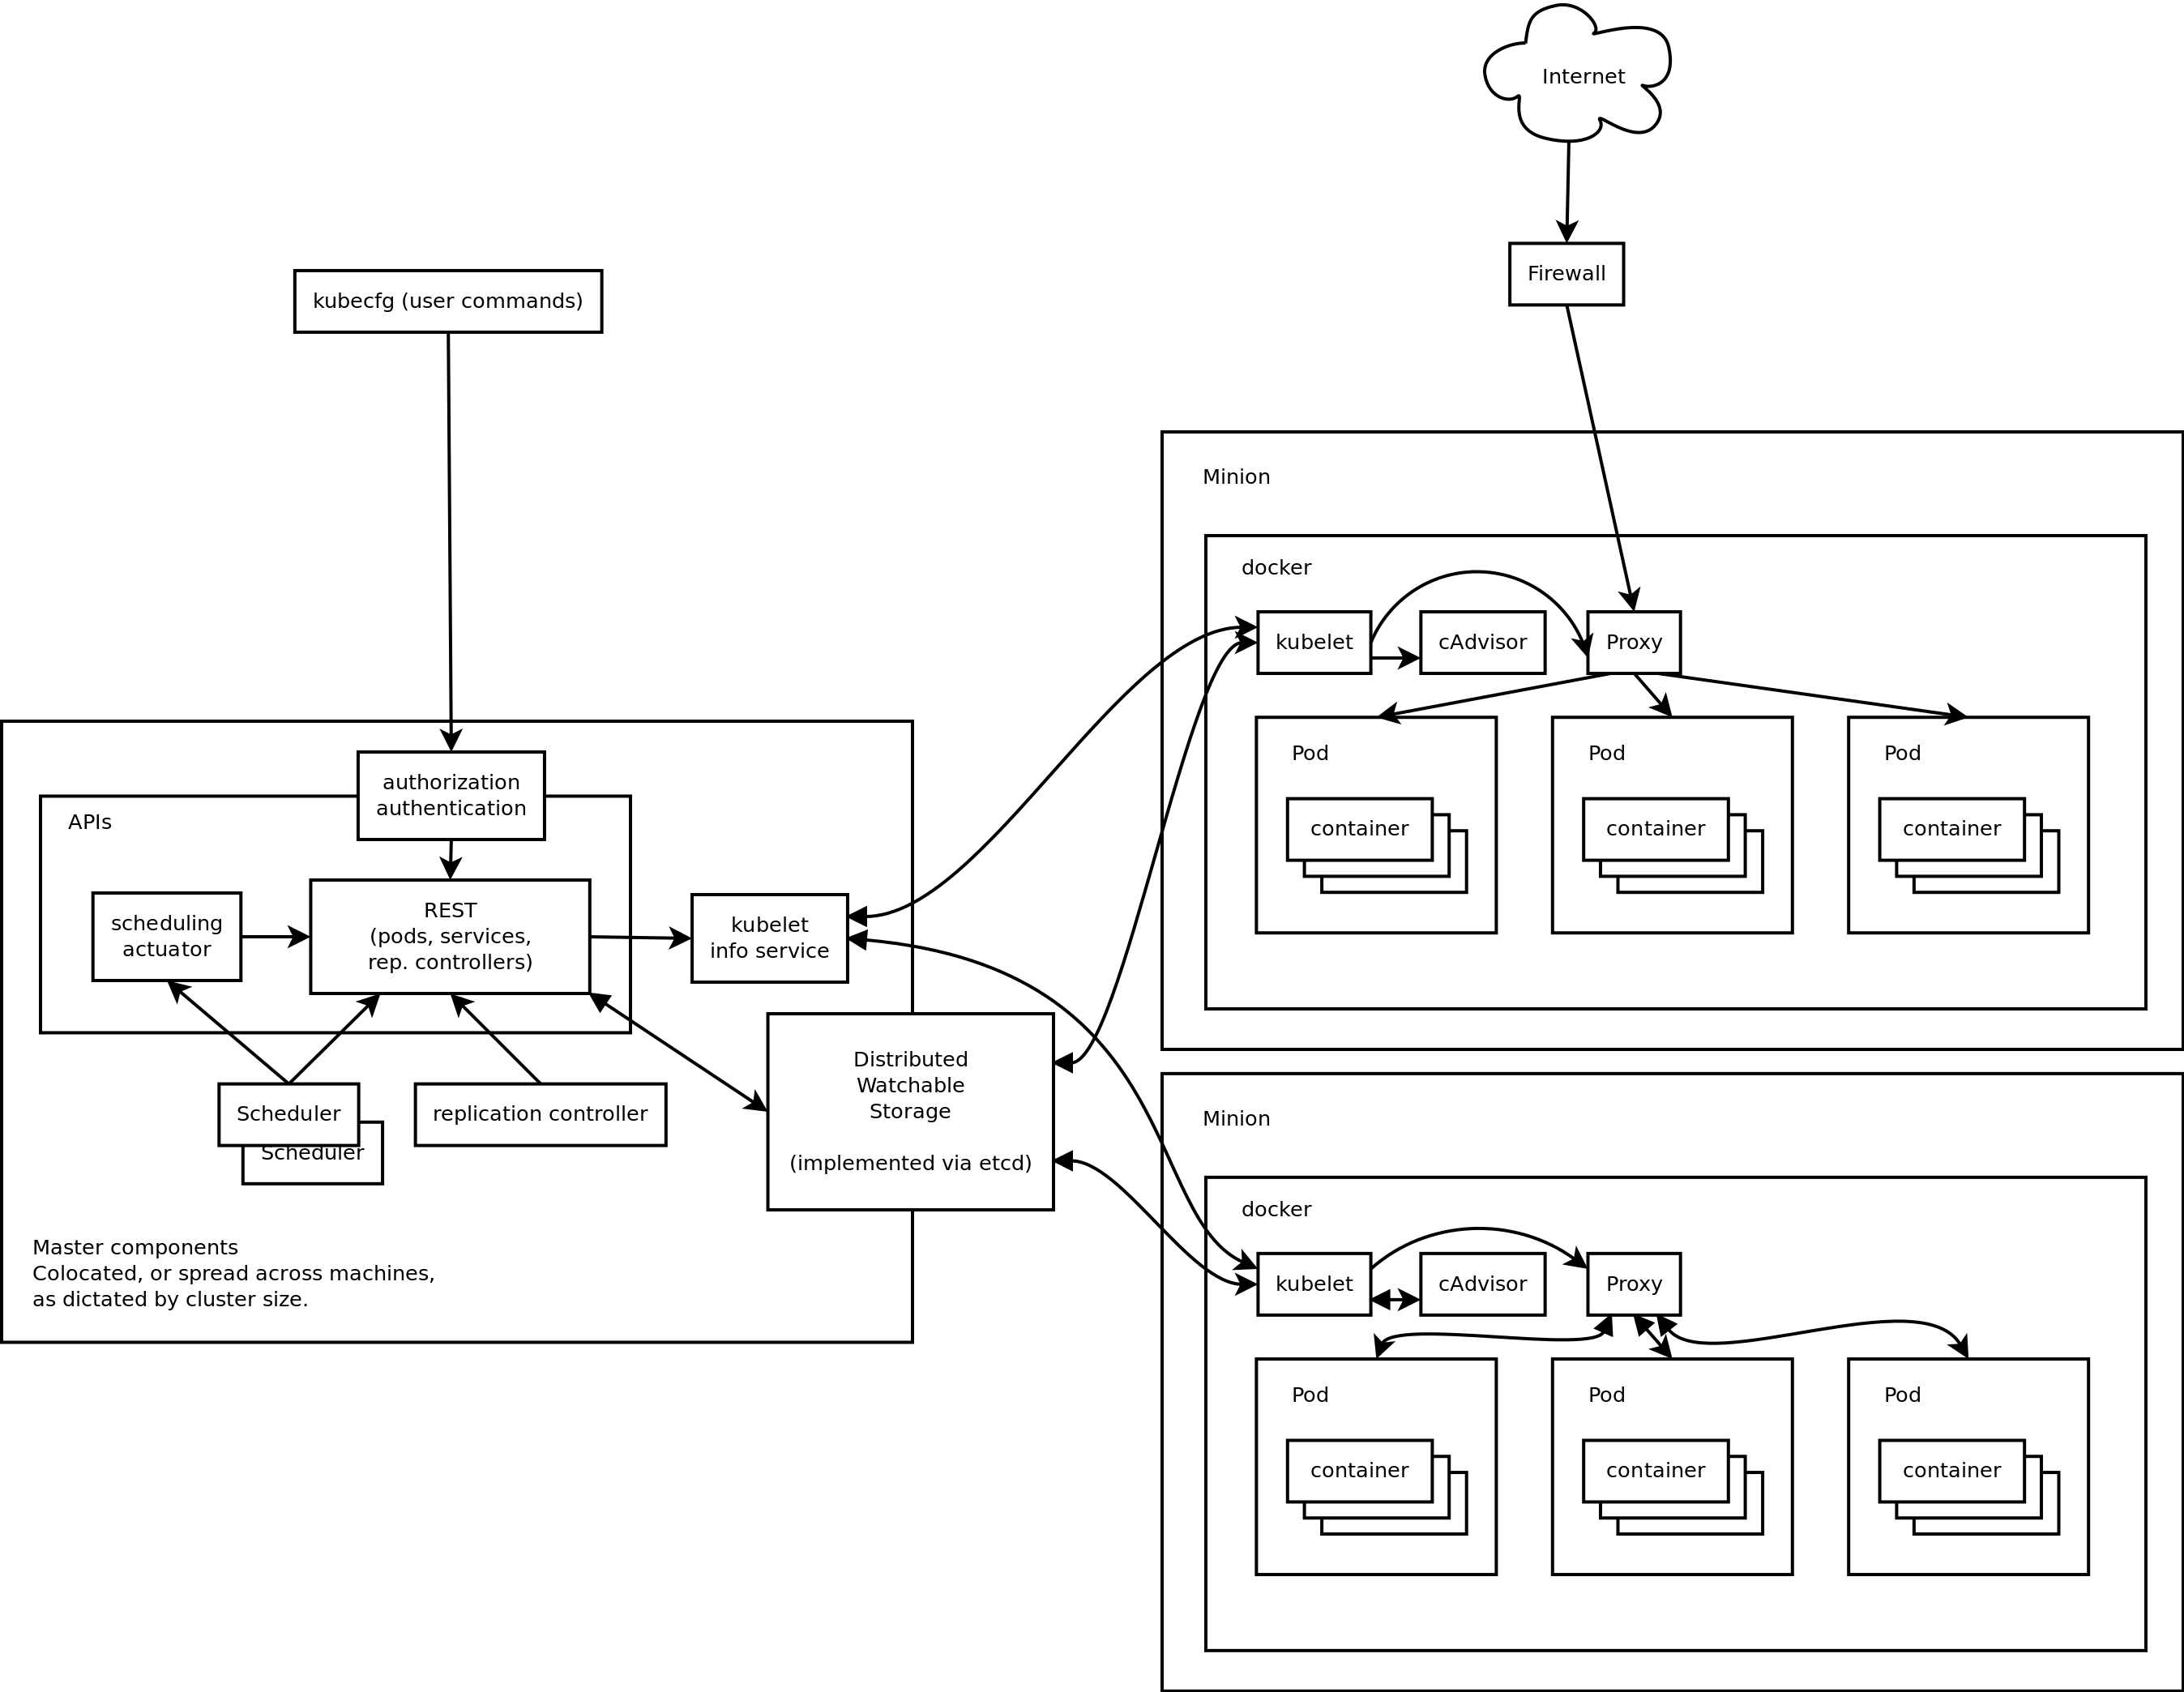 Internet
Firewall
kubecfg (user commands)
Minion
docker
kubelet
cAdvisor
Proxy
Pod
Pod
Pod
container
container
container
authorization
authentication
APIs
scheduling
actuator
REST
(pods, services,
rep. controllers)
kubelet
info service
Distributed
Watchable
Storage
(implemented via etcd)
Scheduler
Scheduler
replication controller
Master components
Colocated, or spread across machines,
as dictated by cluster size.
Minion
docker
kubelet
cAdvisor
Proxy
Pod
Pod
Pod
container
container
container